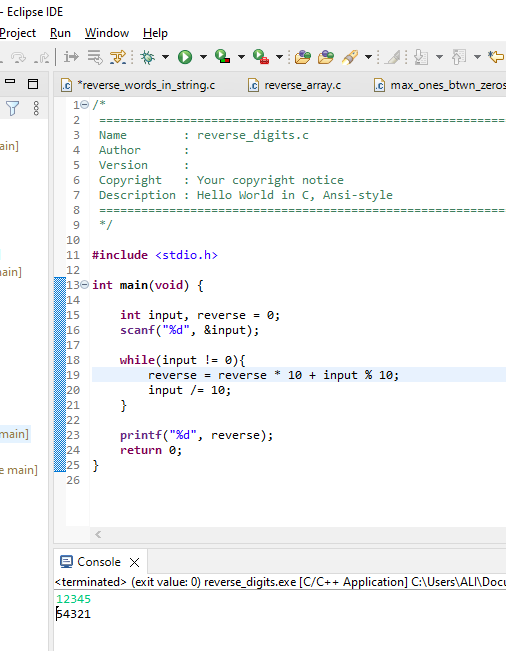 - Eclipse IDE
Project Run Window Help
*reverse_words_in_string.c reverse_array.c max_ones_btwn_zeros
1 /*
2 ==========================================================
3 Name : reverse_digits.c
4 Author :
5 Version :
6 Copyright : Your copyright notice
7 Description : Hello World in C, Ansi-style
8 ==========================================================
9 */
10
11 #include <stdio.h>
12
13 int main(void) {
14
15 int input, reverse = 0;
16 scanf("%d", &input);
17
18 while(input != 0){
19 reverse = reverse * 10 + input % 10;
20 input /= 10;
21 }
22
23 printf("%d", reverse);
24 return 0;
25 }
26
ain]
ain]
main]
e main]
Console
<terminated> (exit value: 0) reverse_digits.exe [C/C++ Application] C:\Users\ALI\Docu
12345
54321